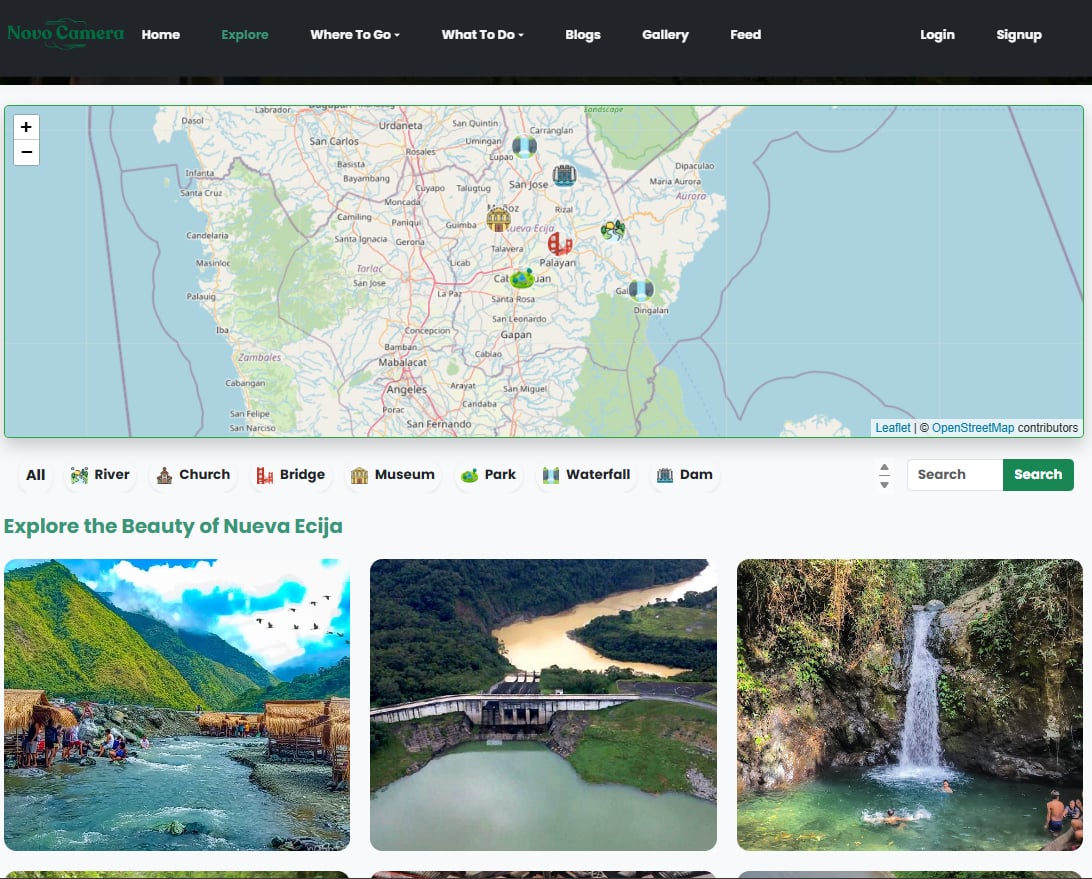 Novo Camera Home Explore Where To Go What To Do Blogs Gallery Feed Login Signup
+
−
Labrador
Landscape
Dasol
Urdaneta
San Quintin
Carranglan
San Carlos
Umingan
Rosales
Lupao
Basista
Dipaculao
Infanta
Bayambang
San Jose
Maria Aurora
Santa Cruz
Cuyapo
Talugtug
Aurora
Moncada
Rizal
Camiling
Paniqui
Guimba
Candelaria
Santa Ignacia
Gerona
Talavera
Masinloc
Licab
Palayan
Tarlac
San Jose
Palauig
La Paz
Santa Rosa
Dingalan
San Leonardo
Iba
Concepcion
Gapan
Bamban
Zambales
Mabalacat
Cabiao
Cabangan
Angeles
Arayat
San Miguel
Porac
Candaba
San Felipe
San Fernando
San Narciso
Leaflet | © OpenStreetMap contributors
All River Church Bridge Museum Park Waterfall Dam Search Search
Explore the Beauty of Nueva Ecija